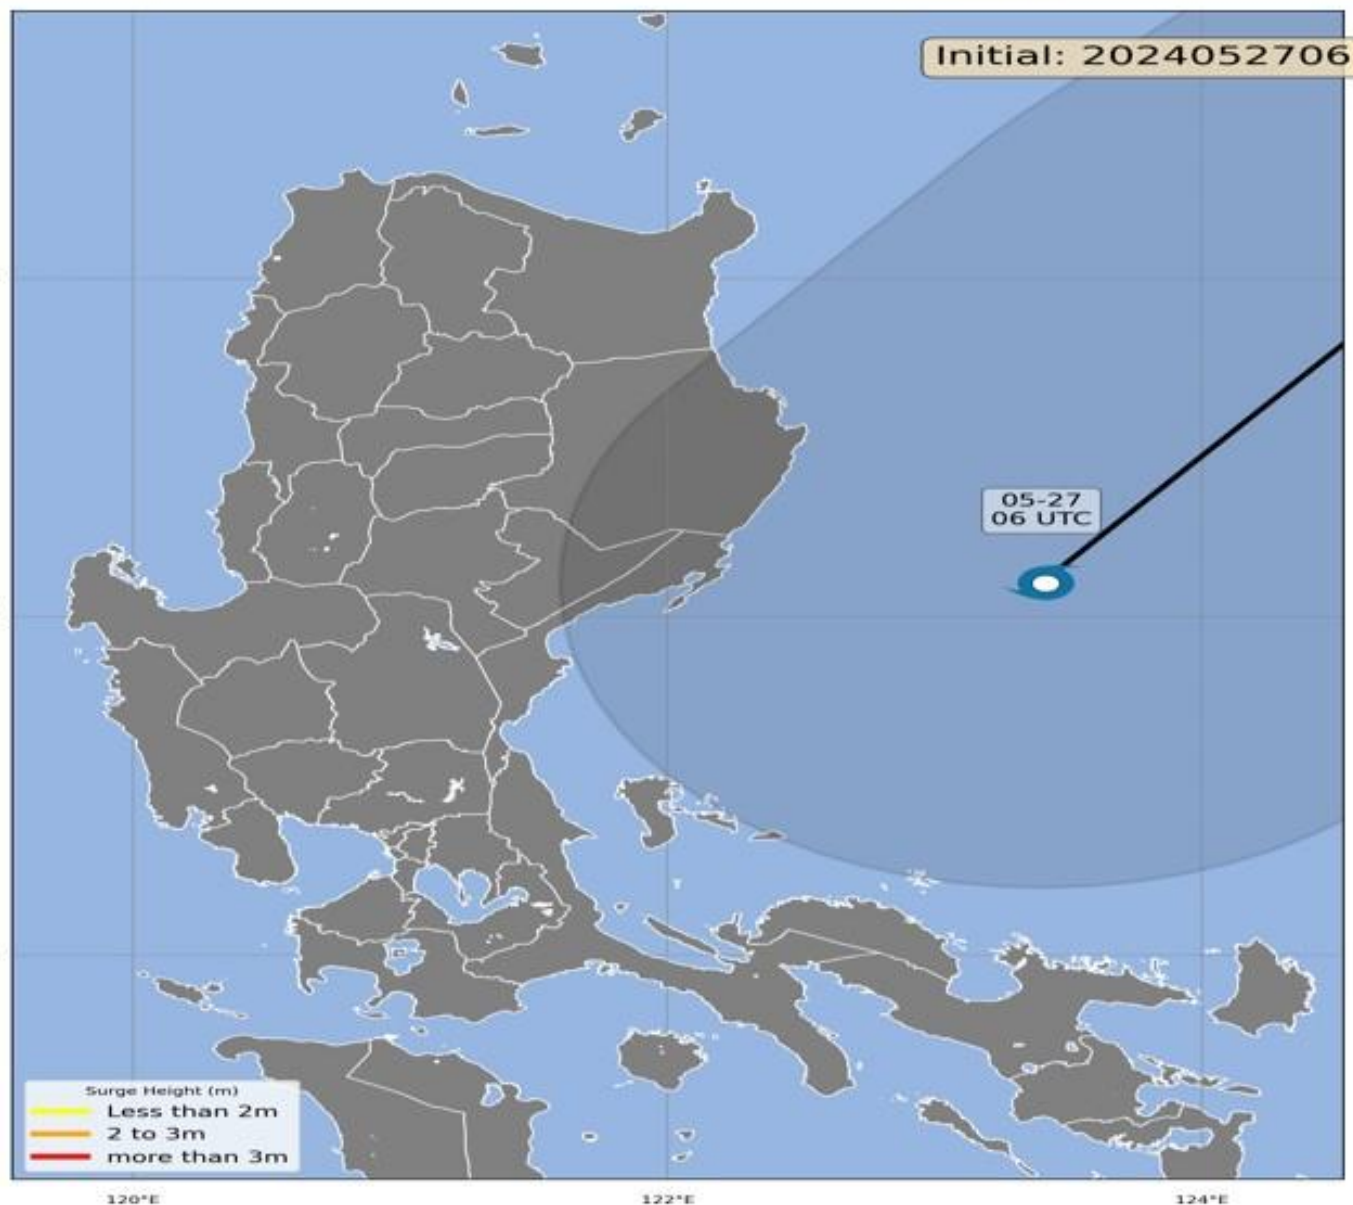 Initial: 2024052706
05-27
06 UTC
Surge Height (m)
Less than 2m
2 to 3m
more than 3m
120°E
122°E
124°E